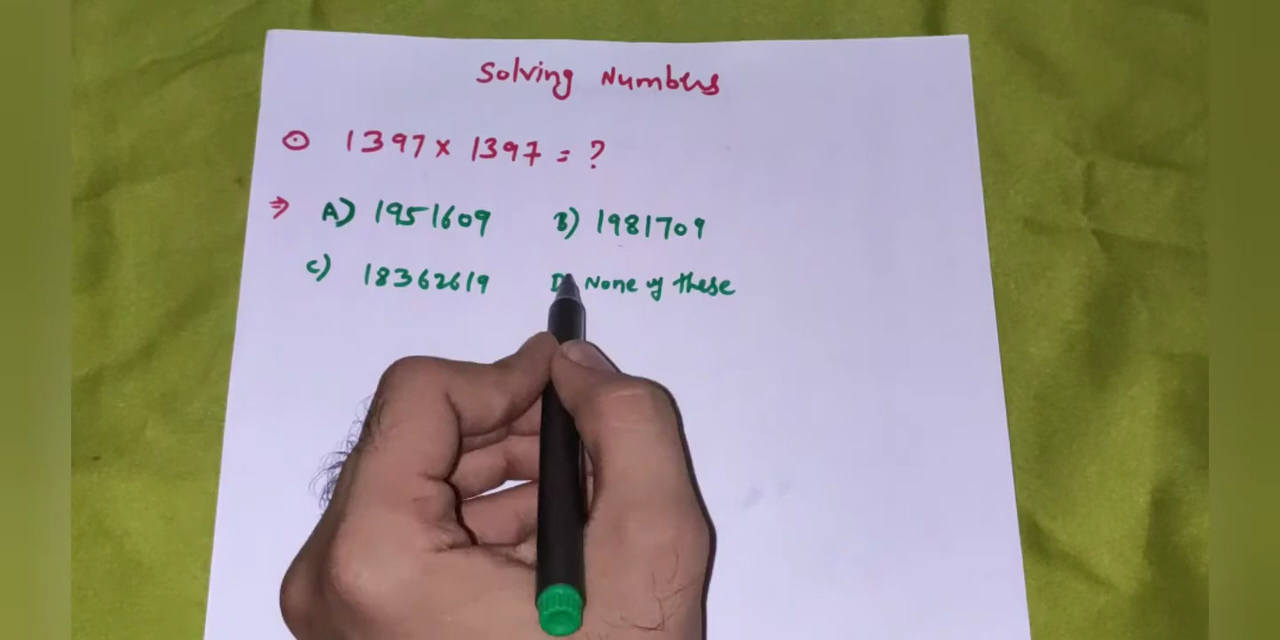 Solving Numbers
⊙ 1397 × 1397 = ?
⇒ A) 1951609 B) 1981709
C) 18362619 D None of these